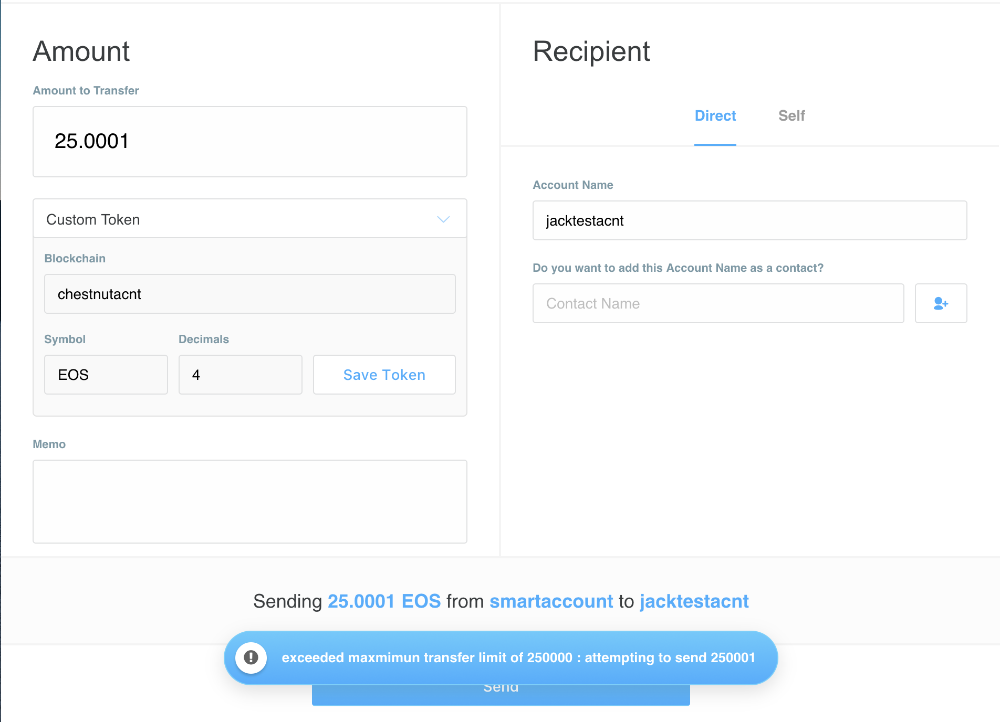 Amount
Amount to Transfer
25.0001
Custom Token
Blockchain
chestnutacnt
Symbol
Decimals
EOS
4
Save Token
Memo
Recipient
Direct
Self
Account Name
jacktestacnt
Do you want to add this Account Name as a contact?
Contact Name
Sending 25.0001 EOS from smartaccount to jacktestacnt
exceeded maxmimun transfer limit of 250000 : attempting to send 250001
Send